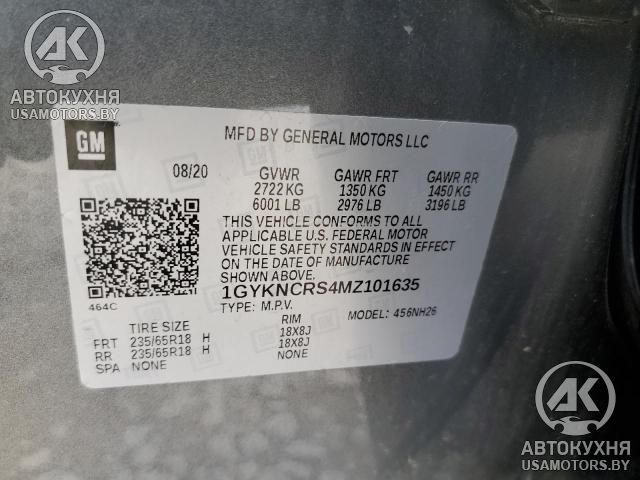 AK
АВТОКУХНЯ
USAMOTORS.BY
GM
MFD BY GENERAL MOTORS LLC
08/20 GVWR GAWR FRT GAWR RR
2722 KG 1350 KG 1450 KG
6001 LB 2976 LB 3196 LB
THIS VEHICLE CONFORMS TO ALL
APPLICABLE U.S. FEDERAL MOTOR
VEHICLE SAFETY STANDARDS IN EFFECT
ON THE DATE OF MANUFACTURE
SHOWN ABOVE.
464C
1GYKNCRS4MZ101635
TYPE: M.P.V. MODEL: 456NH26
TIRE SIZE RIM
FRT 235/65R18 H 18X8J
RR 235/65R18 H 18X8J
SPA NONE NONE
AK
АВТОКУХНЯ
USAMOTORS.BY